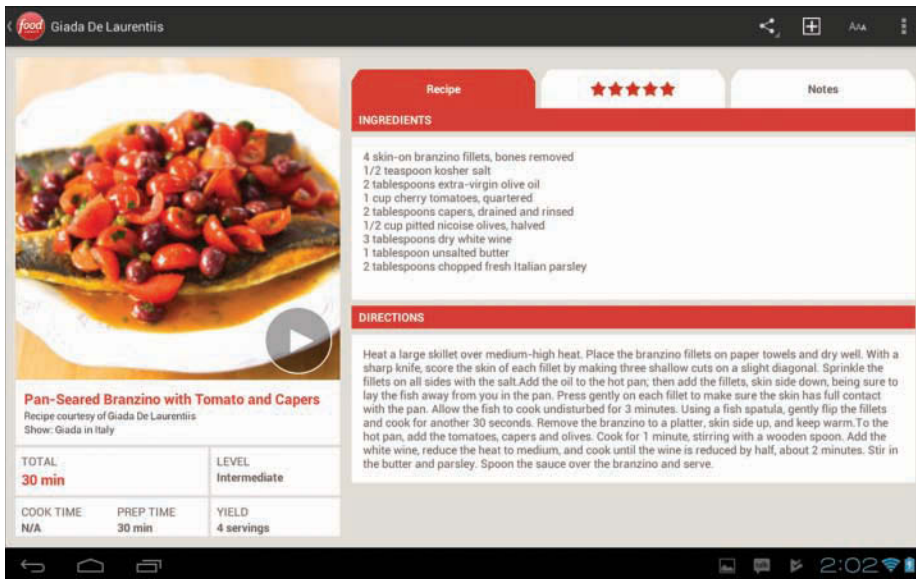 food
Giada De Laurentiis
AAA
Recipe
Notes
INGREDIENTS
4 skin-on branzino fillets, bones removed
1/2 teaspoon kosher salt
2 tablespoons extra-virgin olive oil
1 cup cherry tomatoes, quartered
2 tablespoons capers, drained and rinsed
1/2 cup pitted nicoise olives, halved
3 tablespoons dry white wine
1 tablespoon unsalted butter
2 tablespoons chopped fresh Italian parsley
DIRECTIONS
Heat a large skillet over medium-high heat. Place the branzino fillets on paper towels and dry well. With a
sharp knife, score the skin of each fillet by making three shallow cuts on a slight diagonal. Sprinkle the
fillets on all sides with the salt.Add the oil to the hot pan; then add the fillets, skin side down, being sure to
lay the fish away from you in the pan. Press gently on each fillet to make sure the skin has full contact
with the pan. Allow the fish to cook undisturbed for 3 minutes. Using a fish spatula, gently flip the fillets
and cook for another 30 seconds. Remove the branzino to a platter, skin side up, and keep warm.To the
hot pan, add the tomatoes, capers and olives. Cook for 1 minute, stirring with a wooden spoon. Add the
white wine, reduce the heat to medium, and cook until the wine is reduced by half, about 2 minutes. Stir in
the butter and parsley. Spoon the sauce over the branzino and serve.
Pan-Seared Branzino with Tomato and Capers
Recipe courtesy of Giada De Laurentiis
Show: Giada in Italy
TOTAL
30 min
LEVEL
Intermediate
COOK TIME
N/A
PREP TIME
30 min
YIELD
4 servings
2:02